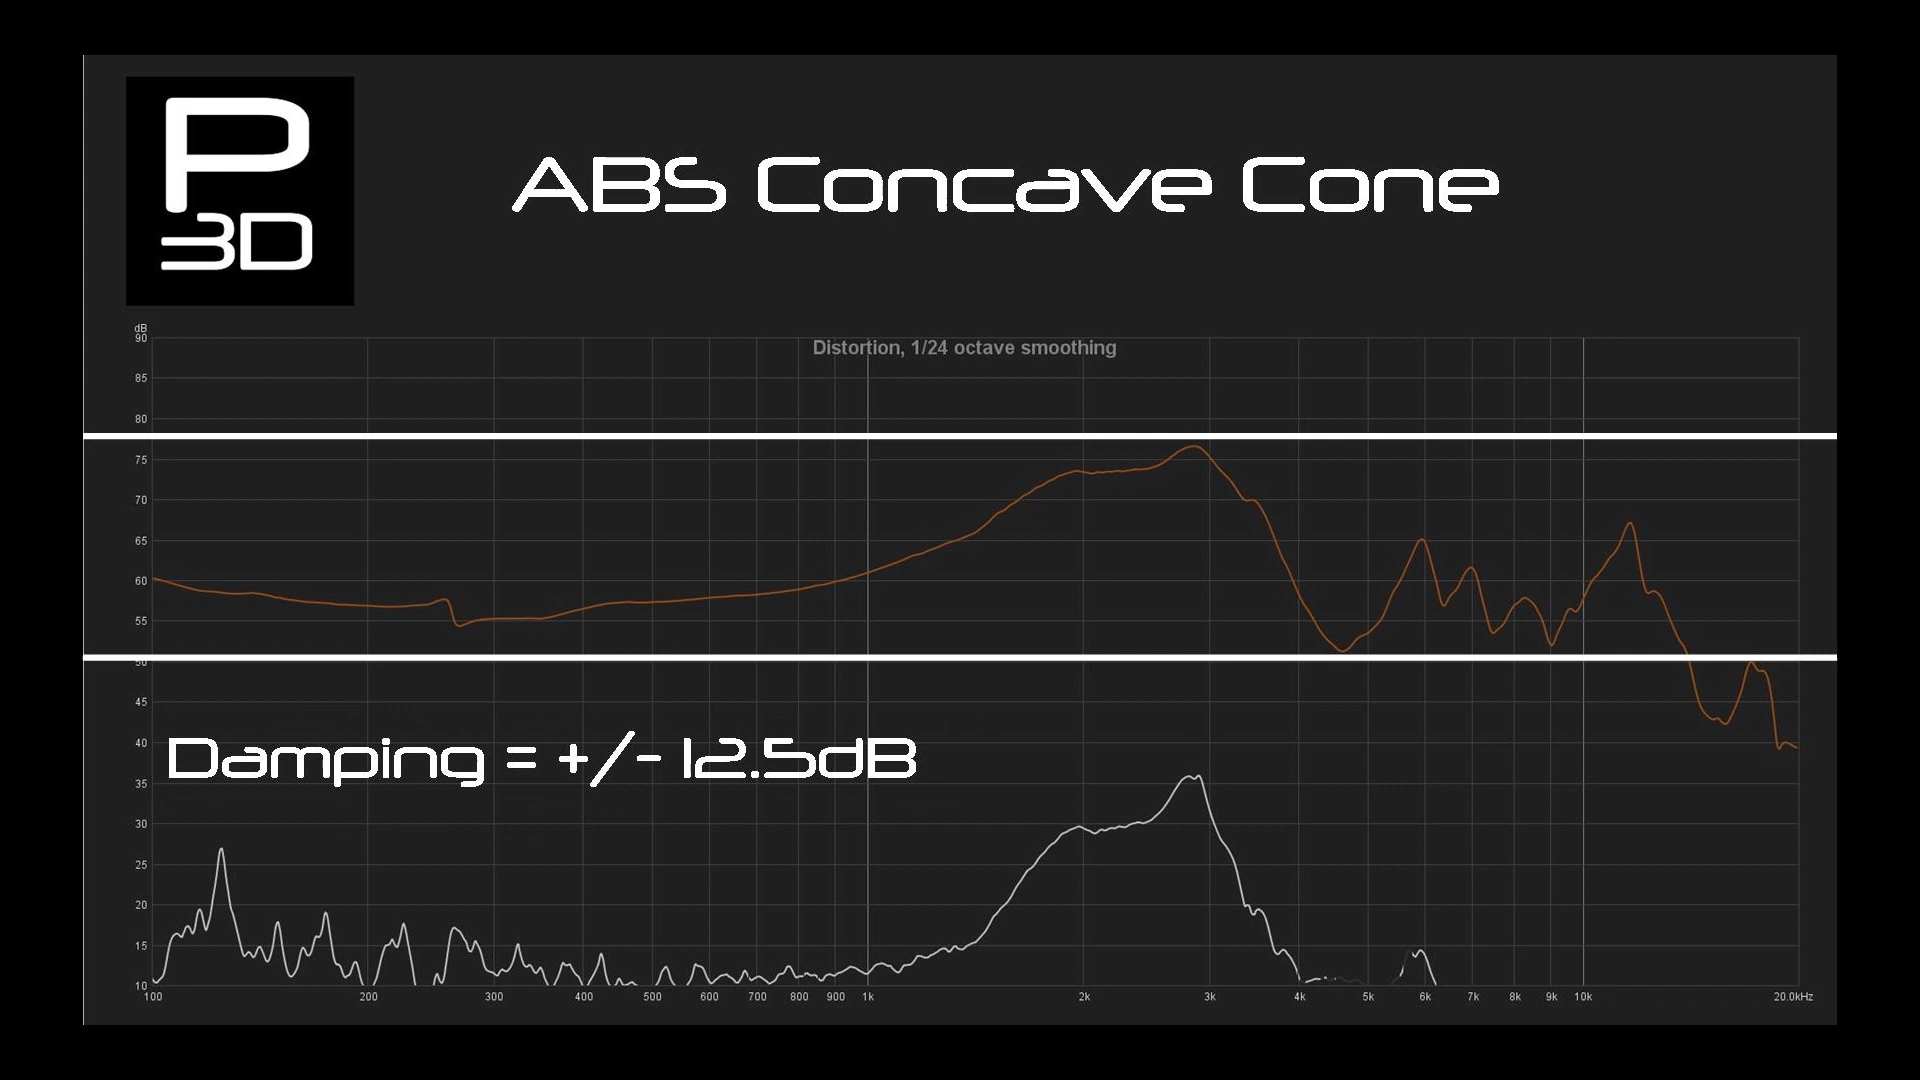 P
3D
ABS Concave Cone
dB
90
Distortion, 1/24 octave smoothing
85
80
75
70
65
60
55
50
45
40
Damping = +/- 12.5dB
35
30
25
20
15
10
100 200 300 400 500 600 700 800 900 1k 2k 3k 4k 5k 6k 7k 8k 9k 10k 20.0kHz